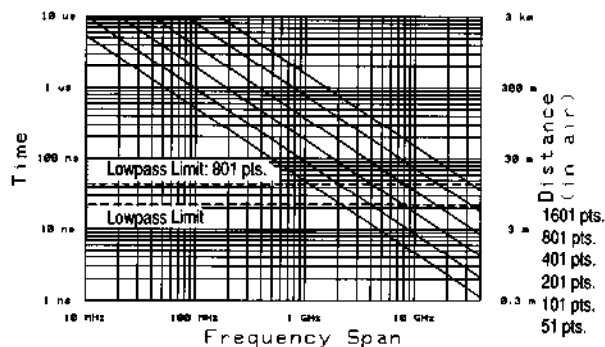 10 us
1 us
100 ns
10 ns
1 ns
Time
Lowpass Limit: 801 pts.
Lowpass Limit
10 MHz
100 MHz
1 GHz
10 GHz
Frequency Span
3 km
300 m
30 m
3 m
0.3 m
Distance
(in air)
1601 pts.
801 pts.
401 pts.
201 pts.
101 pts.
51 pts.